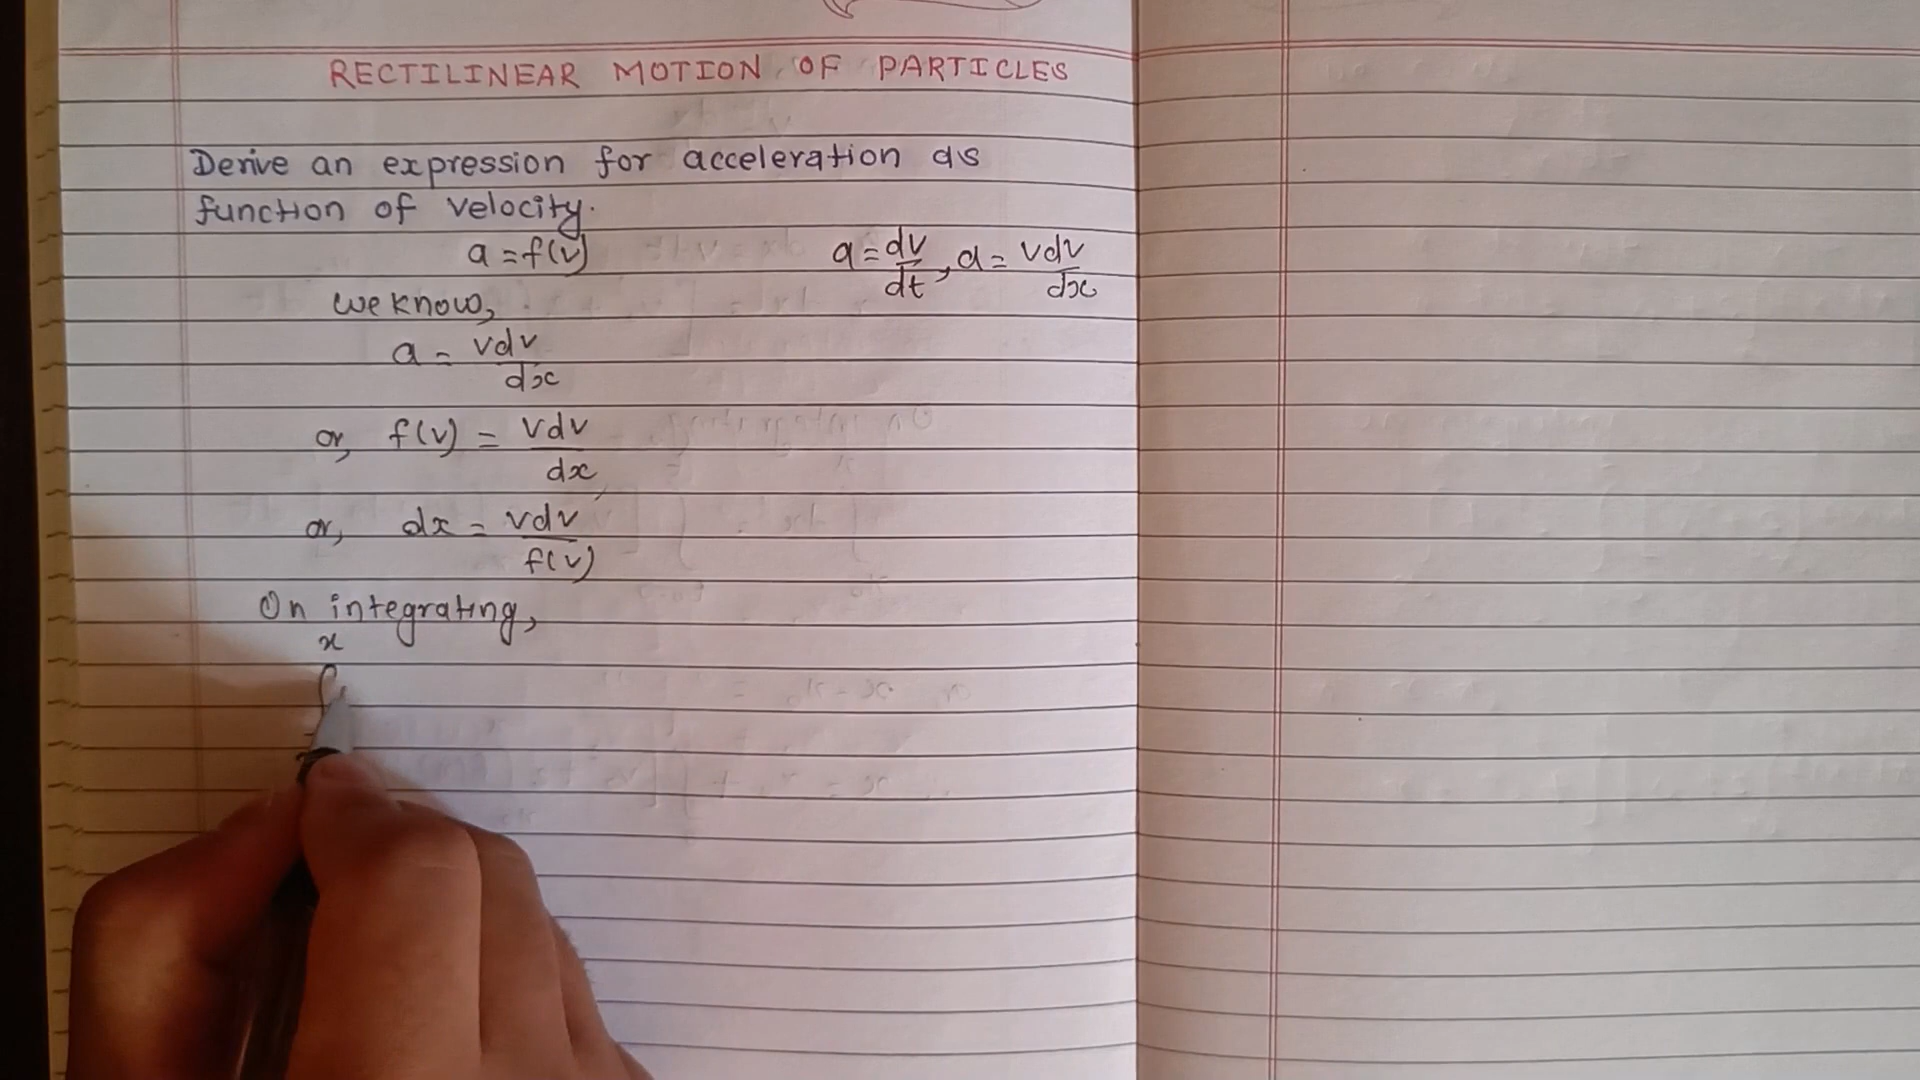 RECTILINEAR MOTION OF PARTICLES
Derive an expression for acceleration as
function of velocity.
a = f(v)
a = dv/dt, a = vdv/dx
we know,
a = vdv/dx
or, f(v) = vdv/dx
or, dx = vdv/f(v)
On integrating,
x
∫